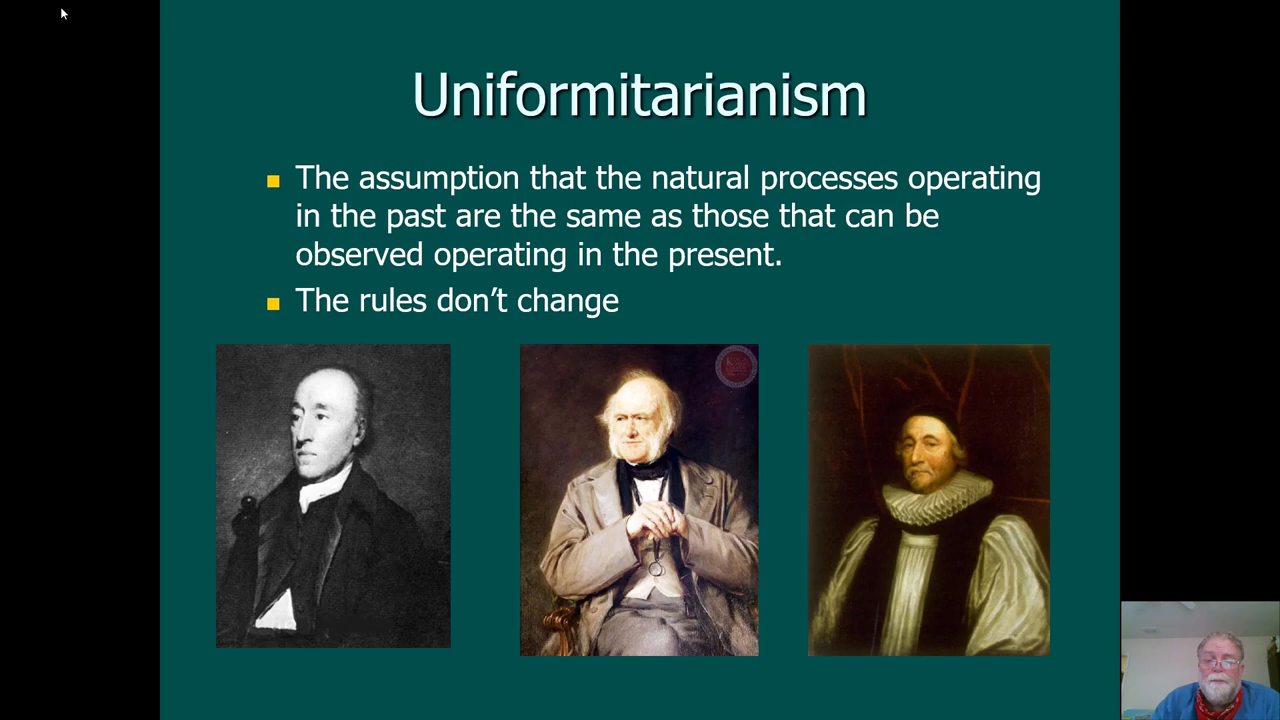 Uniformitarianism
The assumption that the natural processes operating
in the past are the same as those that can be
observed operating in the present.
The rules don’t change